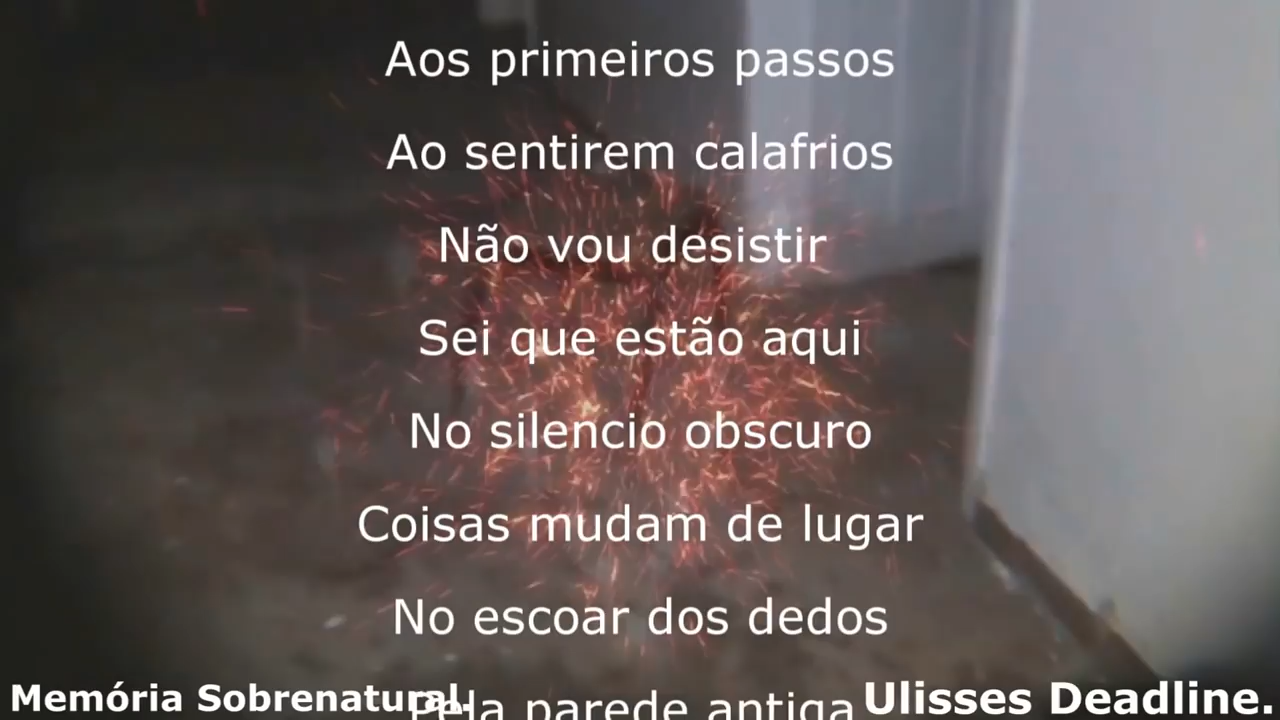 Aos primeiros passos
Ao sentirem calafrios
Não vou desistir
Sei que estão aqui
No silencio obscuro
Coisas mudam de lugar
No escoar dos dedos
Pela parede antiga
Memória Sobrenatural.
Ulisses Deadline.